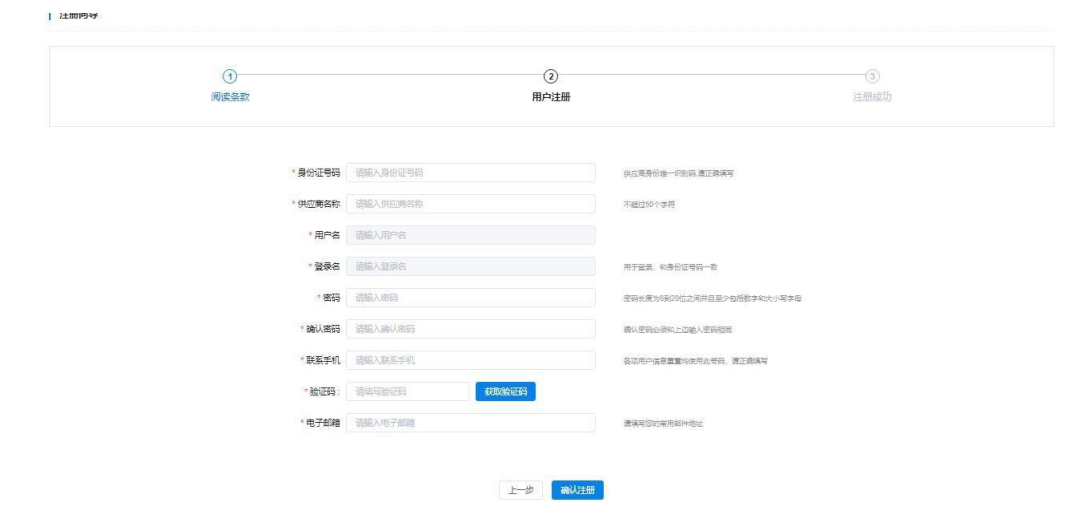 注册向导
1 2 3
阅读条款 用户注册 注册成功
* 身份证号码 请输入身份证号码 供应商身份唯一识别码,请正确填写
* 供应商名称 请输入供应商名称 不超过50个字符
* 用户名 请输入用户名
* 登录名 请输入登录名 用于登录，和身份证号码一致
* 密码 请输入密码 密码长度为8到20位之间并且至少包括数字和大小写字母
* 确认密码 请输入确认密码 确认密码必须和上边输入密码相同
* 联系手机 请输入联系手机 各项用户信息重置均使用此号码，请正确填写
* 验证码： 请填写验证码 获取验证码
* 电子邮箱 请输入电子邮箱 请填写您的常用邮件地址
上一步 确认注册